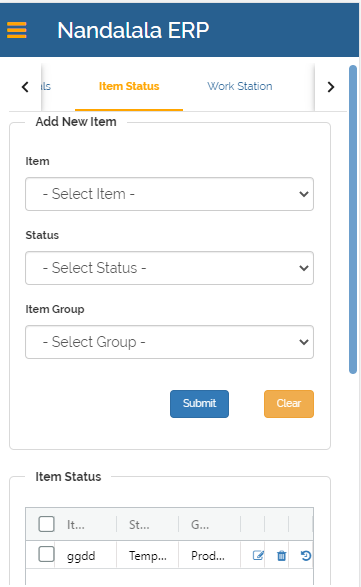 Nandalala ERP
ls Item Status Work Station
Add New Item
Item
- Select Item -
Status
- Select Status -
Item Group
- Select Group -
Submit Clear
Item Status
It... St... G...
ggdd Temp... Prod...